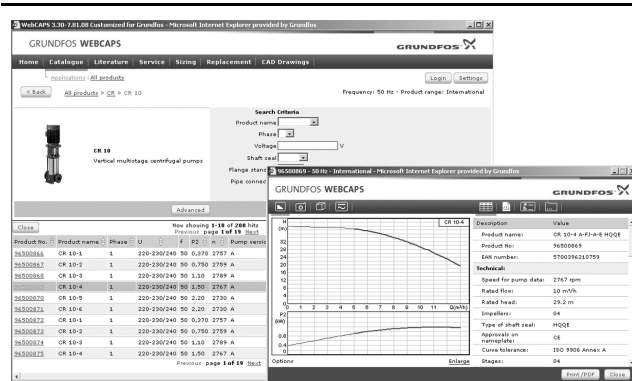 WebCAPS 3.30-7.81.08 Customized for Grundfos - Microsoft Internet Explorer provided by Grundfos
GRUNDFOS WEBCAPS
GRUNDFOS
Home Catalogue Literature Service Sizing Replacement CAD Drawings
Applications All products
Login Settings
< Back
All products > CR > CR 10
Frequency: 50 Hz - Product range: International
CR 10
Vertical multistage centrifugal pumps
Search Criteria
Product name
Phase
Voltage V
Shaft seal
Flange stand
Pipe connec
Advanced
Close
Now showing 1-10 of 200 hits
Previous page 1 of 19 Next
Product No. Product name Phase U f P2 n Pump versio
96500866 CR 10-1 1 220-230/240 50 0,370 2757 A
96500867 CR 10-2 1 220-230/240 50 0,750 2759 A
96500868 CR 10-3 1 220-230/240 50 1,10 2789 A
CR 10-4 1 220-230/240 50 1,50 2767 A
96500870 CR 10-5 1 220-230/240 50 2,20 2730 A
96500871 CR 10-6 1 220-230/240 50 2,20 2730 A
96500872 CR 10-1 1 220-230/240 50 0,370 2757 A
96500873 CR 10-2 1 220-230/240 50 0,750 2759 A
96500874 CR 10-3 1 220-230/240 50 1,10 2789 A
96500875 CR 10-4 1 220-230/240 50 1,50 2767 A
Previous page 1 of 19 Next
96500869 - 50 Hz - International - Microsoft Internet Explorer provided by Grundfos
GRUNDFOS WEBCAPS
GRUNDFOS
H
(m)
CR 10-4
32
28
24
20
16
12
8
4
0
0 1 2 3 4 5 6 7 8 9 10 11 Q(m³/h)
P2
(kW)
0.8
0.4
0
Options
Enlarge
Description Value
Product name: CR 10-4 A-FJ-A-E HQQE
Product No: 96500869
EAN number: 5700396210759
Technical:
Speed for pump data: 2767 rpm
Rated flow: 10 m³/h
Rated head: 29.2 m
Impellers: 04
Type of shaft seal: HQQE
Approvals on nameplate: CE
Curve tolerance: ISO 9906 Annex A
Stages: 04
Print /PDF Close